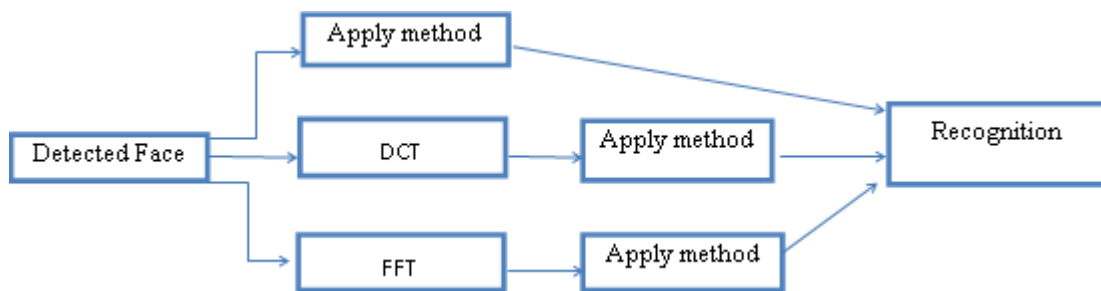 Apply method
Detected Face
DCT
Apply method
Recognition
FFT
Apply method